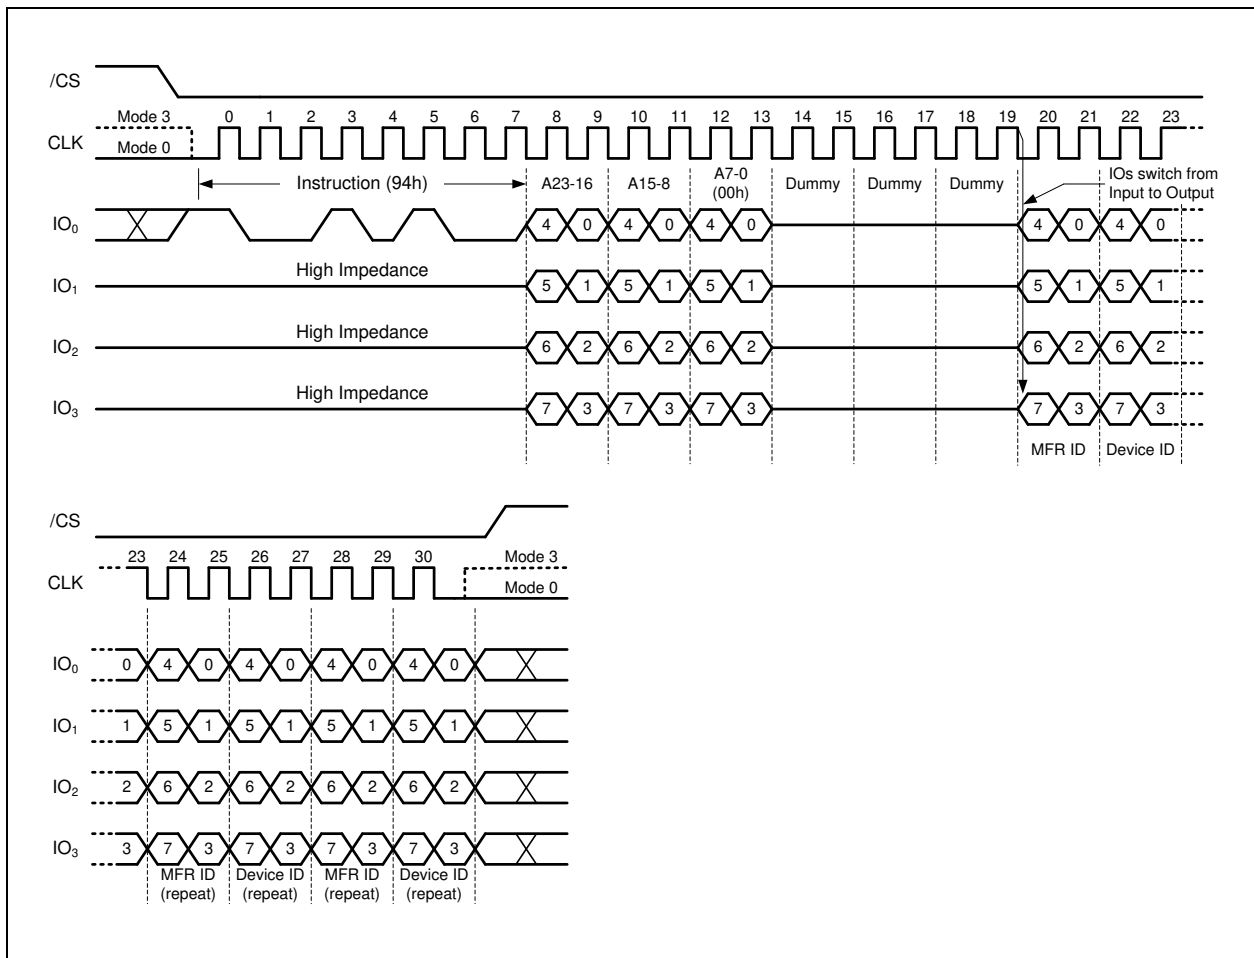 /CS
Mode 3 0 1 2 3 4 5 6 7 8 9 10 11 12 13 14 15 16 17 18 19 20 21 22 23
CLK
Mode 0
Instruction (94h) A23-16 A15-8 A7-0 Dummy Dummy Dummy IOs switch from
(00h) Input to Output
IO₀ 4 0 4 0 4 0 4 0 4 0
High Impedance
IO₁ 5 1 5 1 5 1 5 1 5 1
High Impedance
IO₂ 6 2 6 2 6 2 6 2 6 2
High Impedance
IO₃ 7 3 7 3 7 3 7 3 7 3
MFR ID Device ID
/CS
23 24 25 26 27 28 29 30 Mode 3
CLK
Mode 0
IO₀ 0 4 0 4 0 4 0 4 0
IO₁ 1 5 1 5 1 5 1 5 1
IO₂ 2 6 2 6 2 6 2 6 2
IO₃ 3 7 3 7 3 7 3 7 3
MFR ID Device ID MFR ID Device ID
(repeat) (repeat) (repeat) (repeat)